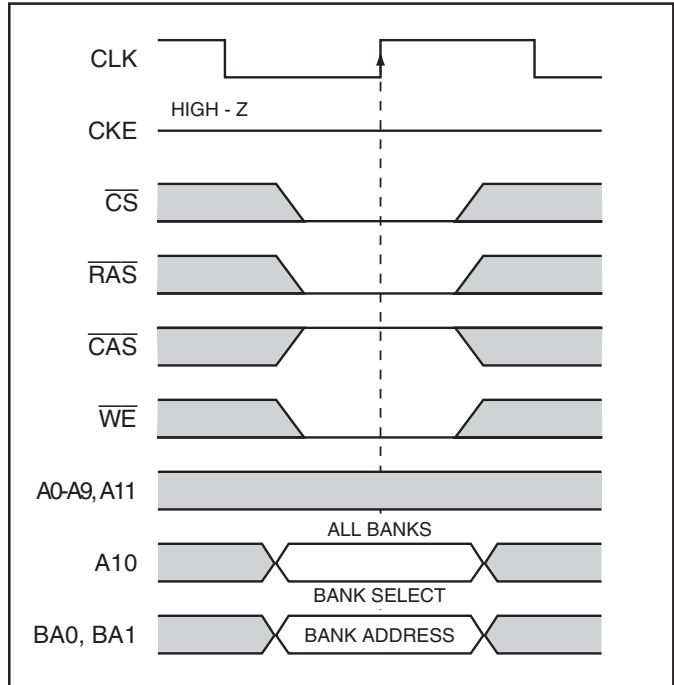 CLK
HIGH - Z
CKE
CS
RAS
CAS
WE
A0-A9, A11
ALL BANKS
A10
BANK SELECT
BA0, BA1 BANK ADDRESS